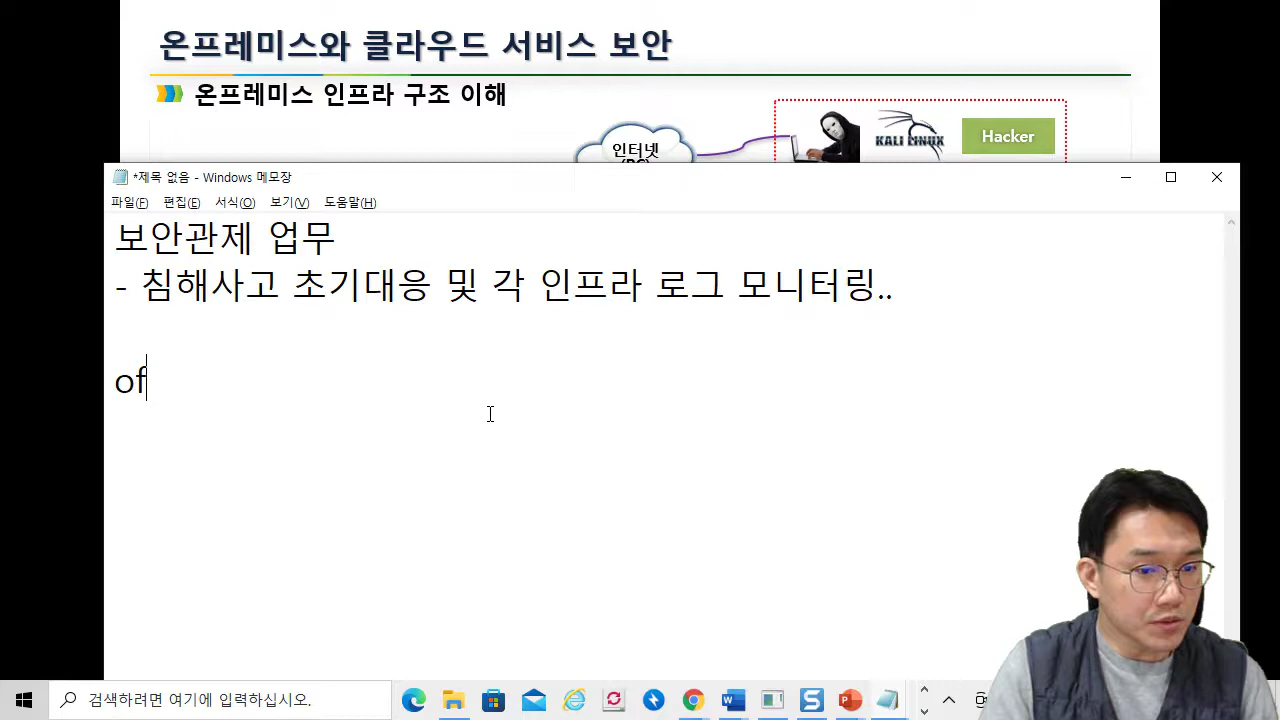 온프레미스와 클라우드 서비스 보안
온프레미스 인프라 구조 이해
인터넷
KALI LINUX
Hacker
*제목 없음 - Windows 메모장
파일(F) 편집(E) 서식(O) 보기(V) 도움말(H)
보안관제 업무
- 침해사고 초기대응 및 각 인프라 로그 모니터링..
of
검색하려면 여기에 입력하십시오.